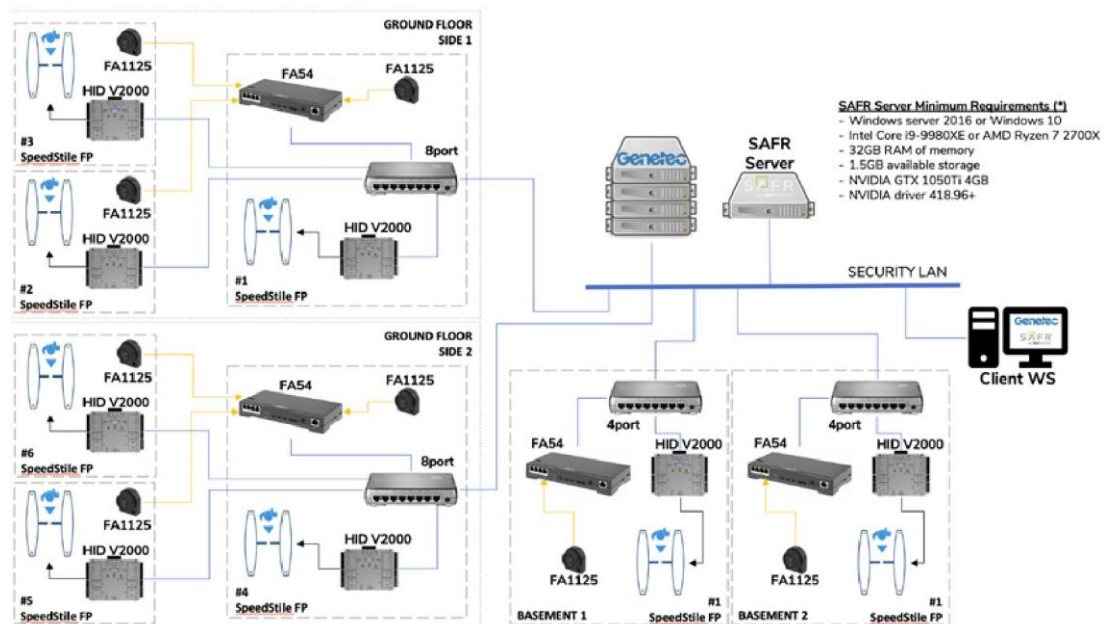 GROUND FLOOR
SIDE 1
FA1125
HID V2000
#3
SpeedStile FP
FA54
FA1125
8port
FA1125
HID V2000
#2
SpeedStile FP
HID V2000
#1
SpeedStile FP
GROUND FLOOR
SIDE 2
FA1125
HID V2000
#6
SpeedStile FP
FA54
FA1125
8port
FA1125
HID V2000
#5
SpeedStile FP
HID V2000
#4
SpeedStile FP
Genetec
SAFR
Server
SAFR
SAFR Server Minimum Requirements (*)
- Windows server 2016 or Windows 10
- Intel Core i9-9980XE or AMD Ryzen 7 2700X
- 32GB RAM of memory
- 1.5GB available storage
- NVIDIA GTX 1050Ti 4GB
- NVIDIA driver 418.96+
SECURITY LAN
Genetec
SAFR
Client WS
4port
FA54
HID V2000
FA1125
BASEMENT 1
#1
SpeedStile FP
4port
FA54
HID V2000
FA1125
BASEMENT 2
#1
SpeedStile FP